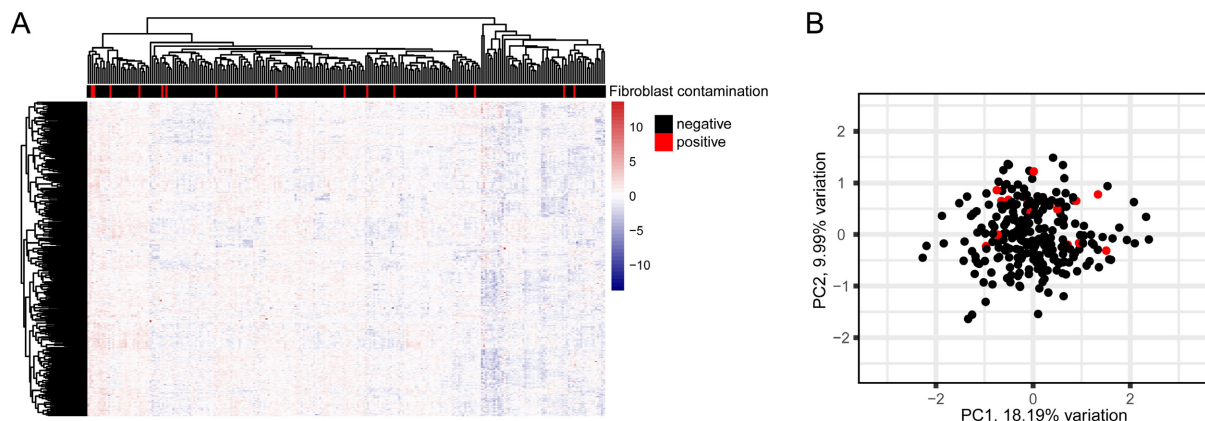 A
Fibroblast contamination
10
5
0
−5
−10
negative
positive
B
PC2, 9.99% variation
2
1
0
−1
−2
−2
0
2
PC1, 18.19% variation